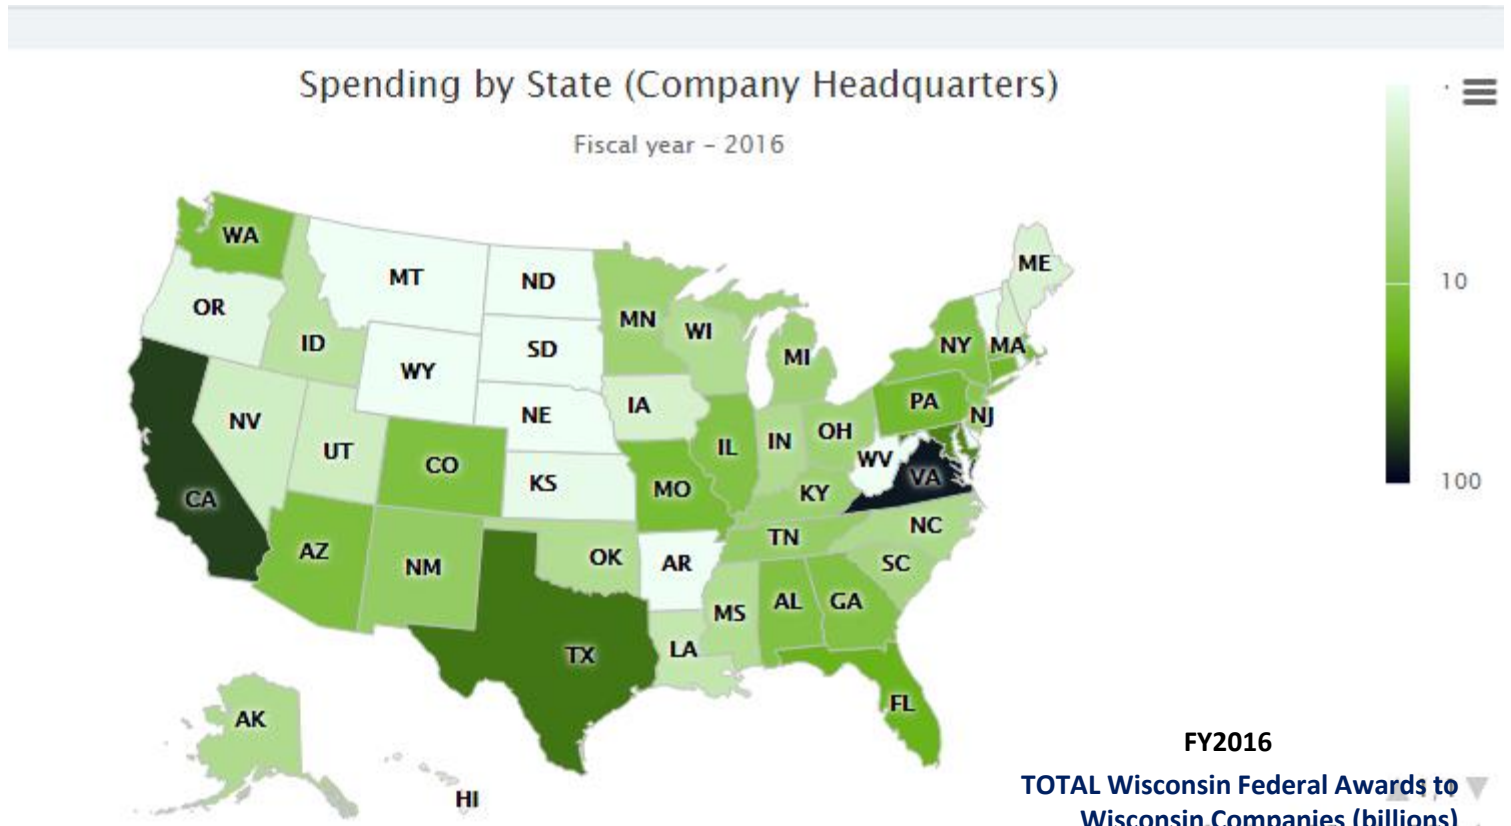 Spending by State (Company Headquarters)
Fiscal year – 2016
10
100
WA
MT
ND
ME
OR
ID
MN
WI
SD
WY
MI
NY
MA
NV
UT
NE
IA
PA
NJ
CO
KS
IL
IN
OH
WV
VA
CA
MO
KY
AZ
NM
OK
AR
TN
NC
SC
MS
AL
GA
TX
LA
FL
AK
HI
FY2016
TOTAL Wisconsin Federal Awards to
Wisconsin.Companies (billions)